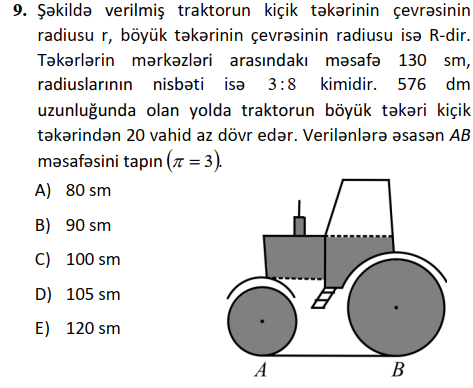 9. Şəkildə verilmiş traktorun kiçik təkərinin çevrəsinin
radiusu r, böyük təkərinin çevrəsinin radiusu isə R-dir.
Təkərlərin mərkəzləri arasındakı məsafə 130 sm,
radiuslarının nisbəti isə 3:8 kimidir. 576 dm
uzunluğunda olan yolda traktorun böyük təkəri kiçik
təkərindən 20 vahid az dövr edər. Verilənlərə əsasən AB
məsafəsini tapın (π = 3).
A) 80 sm
B) 90 sm
C) 100 sm
D) 105 sm
E) 120 sm
A B